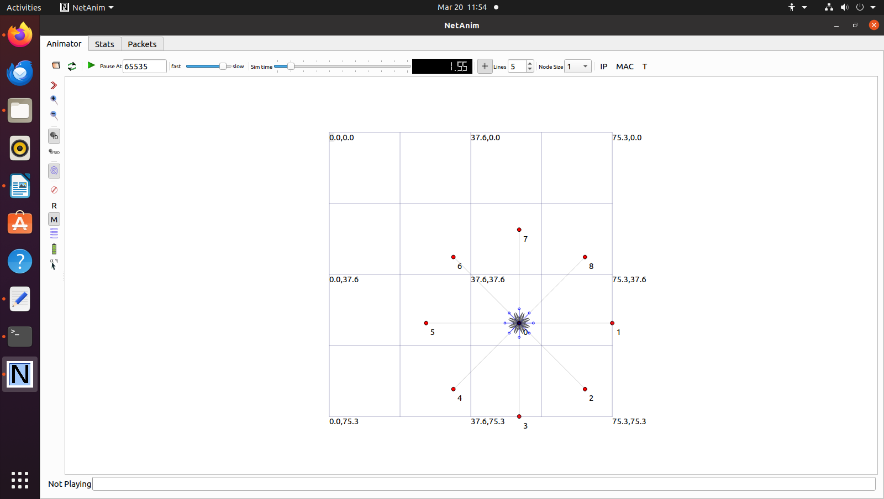 Activities NetAnim Mar 20 11:54
NetAnim
Animator Stats Packets
Pause At 65535 Fast slow Sim time 1.55 + Lines 5 Node Size 1 IP MAC T
0.0,0.0 37.6,0.0 75.3,0.0
7
6 8
R
M
0.0,37.6 37.6,37.6 75.3,37.6
5 0 1
4 2
0.0,75.3 37.6,75.3 75.3,75.3
3
Not Playing